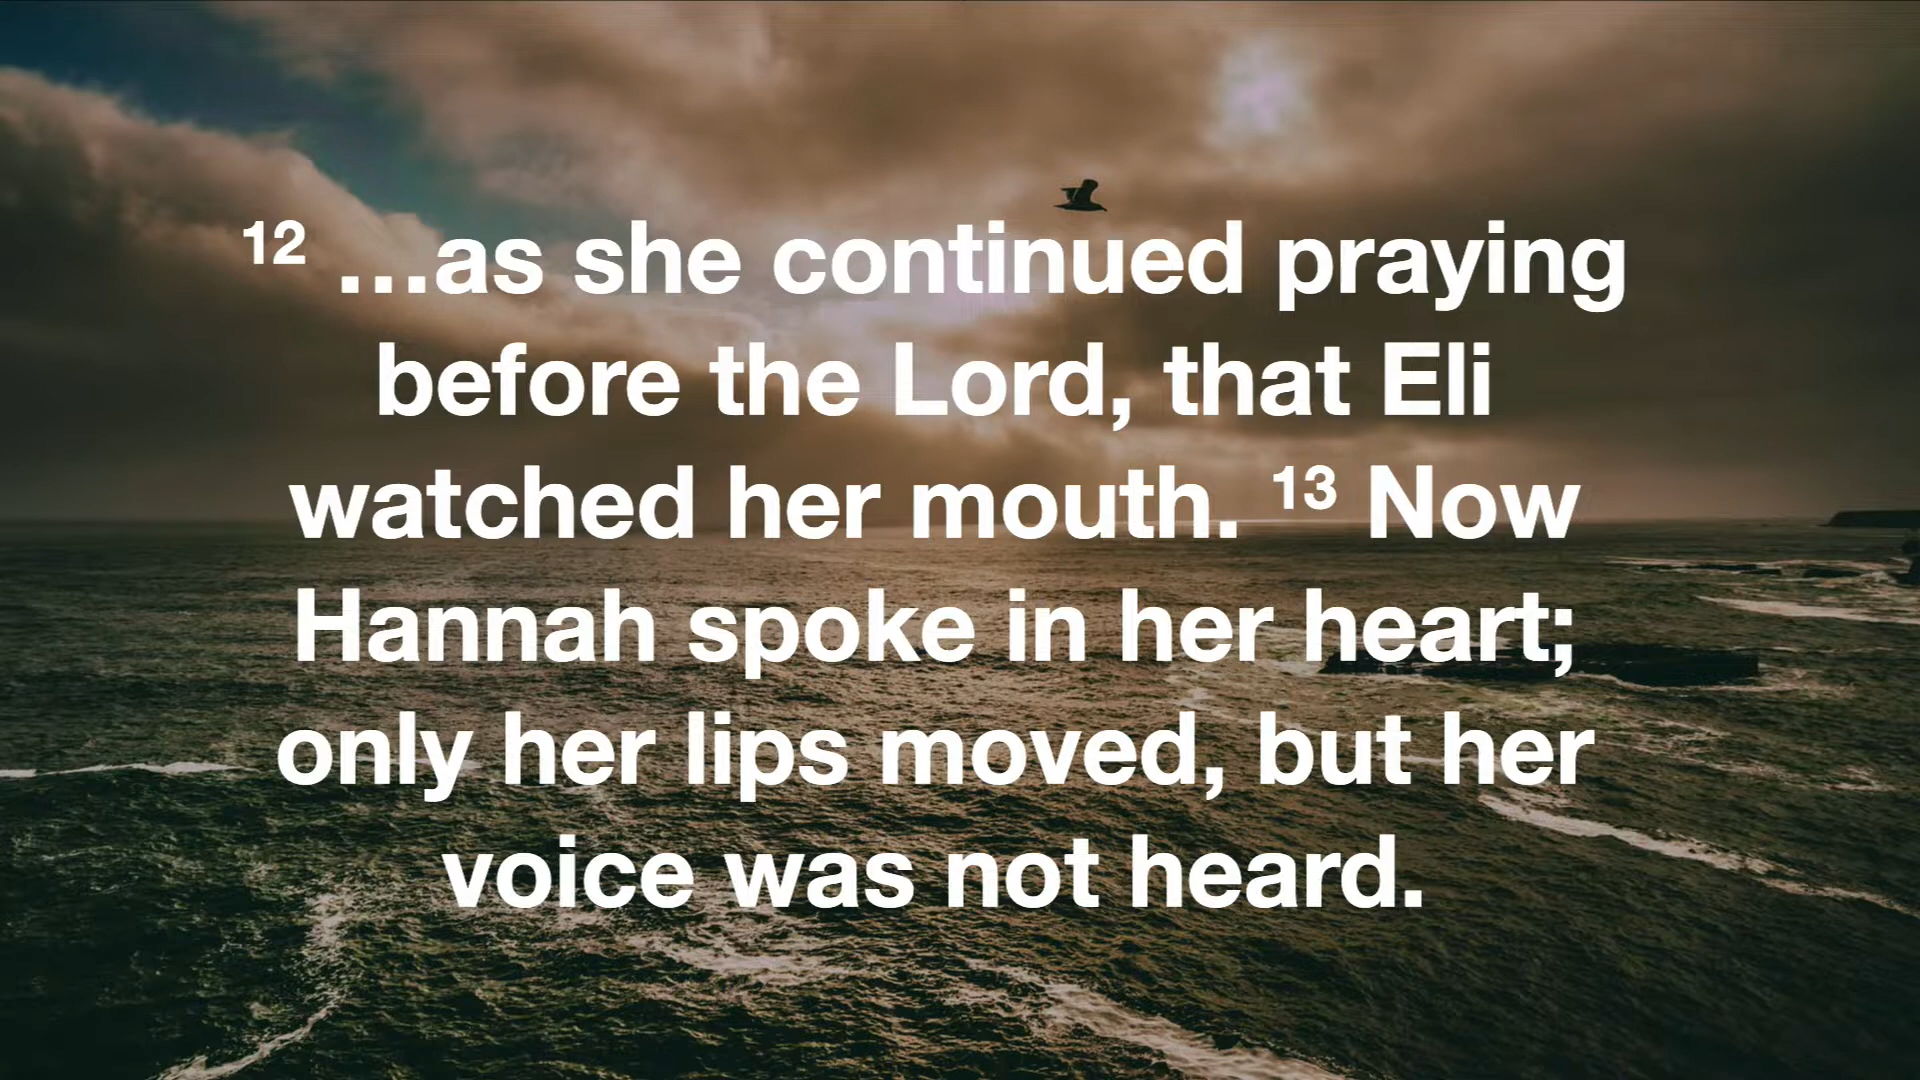 12 …as she continued praying
before the Lord, that Eli
watched her mouth. 13 Now
Hannah spoke in her heart;
only her lips moved, but her
voice was not heard.